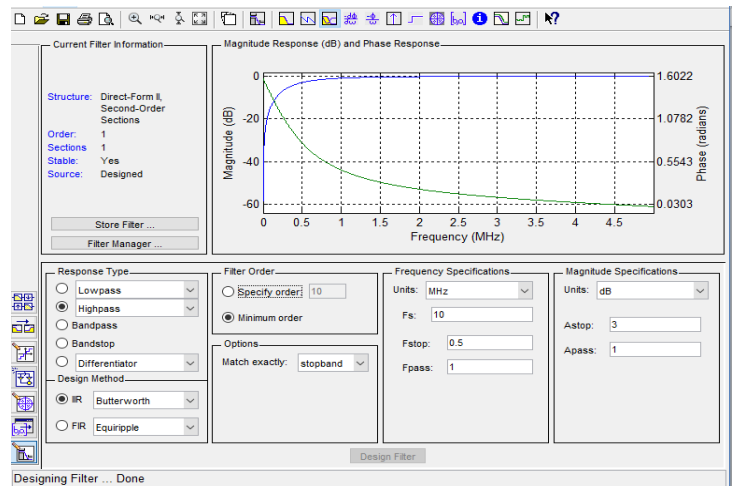 Current Filter Information
Structure: Direct-Form II,
Second-Order
Sections
Order: 1
Sections 1
Stable: Yes
Source: Designed
Store Filter ...
Filter Manager ...
Magnitude Response (dB) and Phase Response
Magnitude (dB)
0
-20
-40
-60
0 0.5 1 1.5 2 2.5 3 3.5 4 4.5
Frequency (MHz)
1.6022
1.0782
0.5543
0.0303
Phase (radians)
Response Type
Lowpass
Highpass
Bandpass
Bandstop
Differentiator
Design Method
IIR Butterworth
FIR Equiripple
Filter Order
Specify order: 10
Minimum order
Options
Match exactly: stopband
Frequency Specifications
Units: MHz
Fs: 10
Fstop: 0.5
Fpass: 1
Magnitude Specifications
Units: dB
Astop: 3
Apass: 1
Design Filter
Designing Filter ... Done